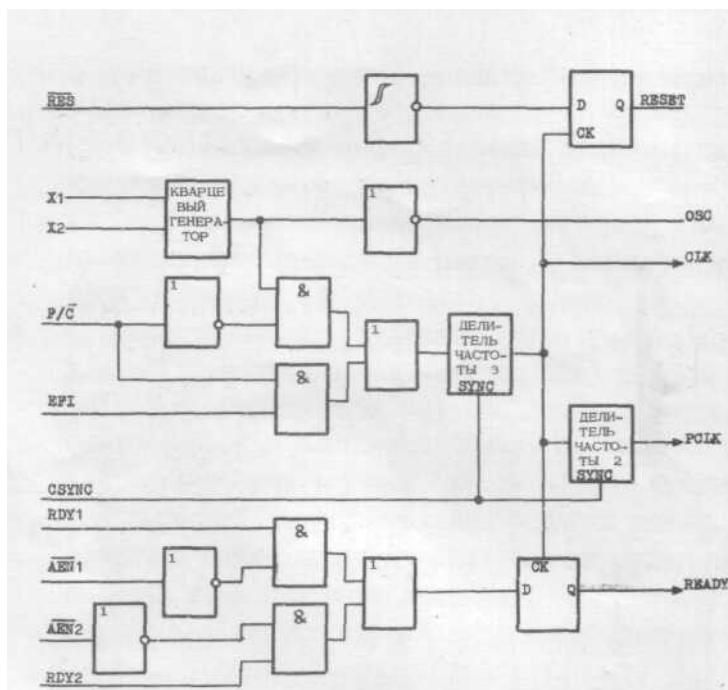 RES
D Q RESET
CK
X1
X2
КВАРЦЕ
ВЫЙ
ГЕНЕРА-
ТОР
1
OSC
CLK
F/C
1
&
1
ДЕЛИ-
ТЕЛЬ
ЧАСТО-
ТЫ 3
SYNC
&
EFI
ДЕЛИ-
ТЕЛЬ
ЧАСТО-
ТЫ 2
SYNC
PCLK
CSYNC
RDY1
&
AEN1
1
1
CK
D Q READY
AEN2
1
&
RDY2